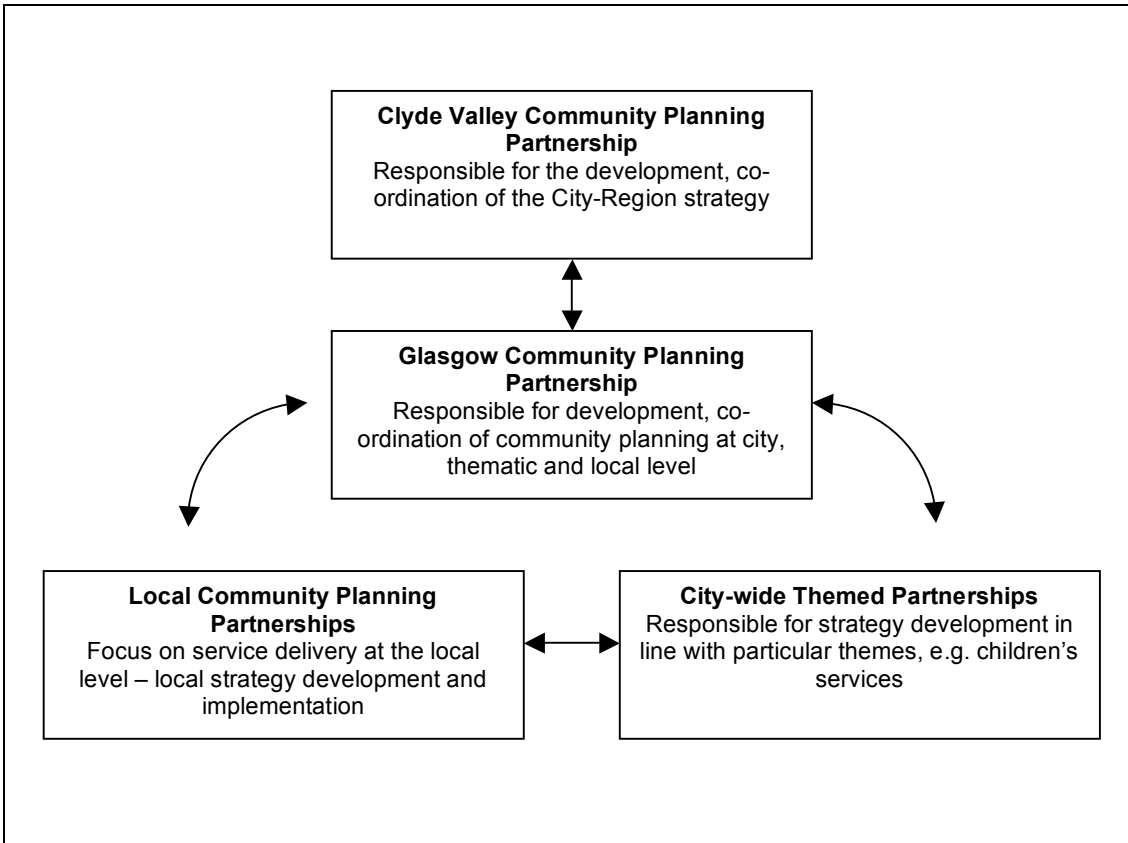 Clyde Valley Community Planning
Partnership
Responsible for the development, co-
ordination of the City-Region strategy
Glasgow Community Planning
Partnership
Responsible for development, co-
ordination of community planning at city,
thematic and local level
Local Community Planning
Partnerships
Focus on service delivery at the local
level – local strategy development and
implementation
City-wide Themed Partnerships
Responsible for strategy development in
line with particular themes, e.g. children’s
services